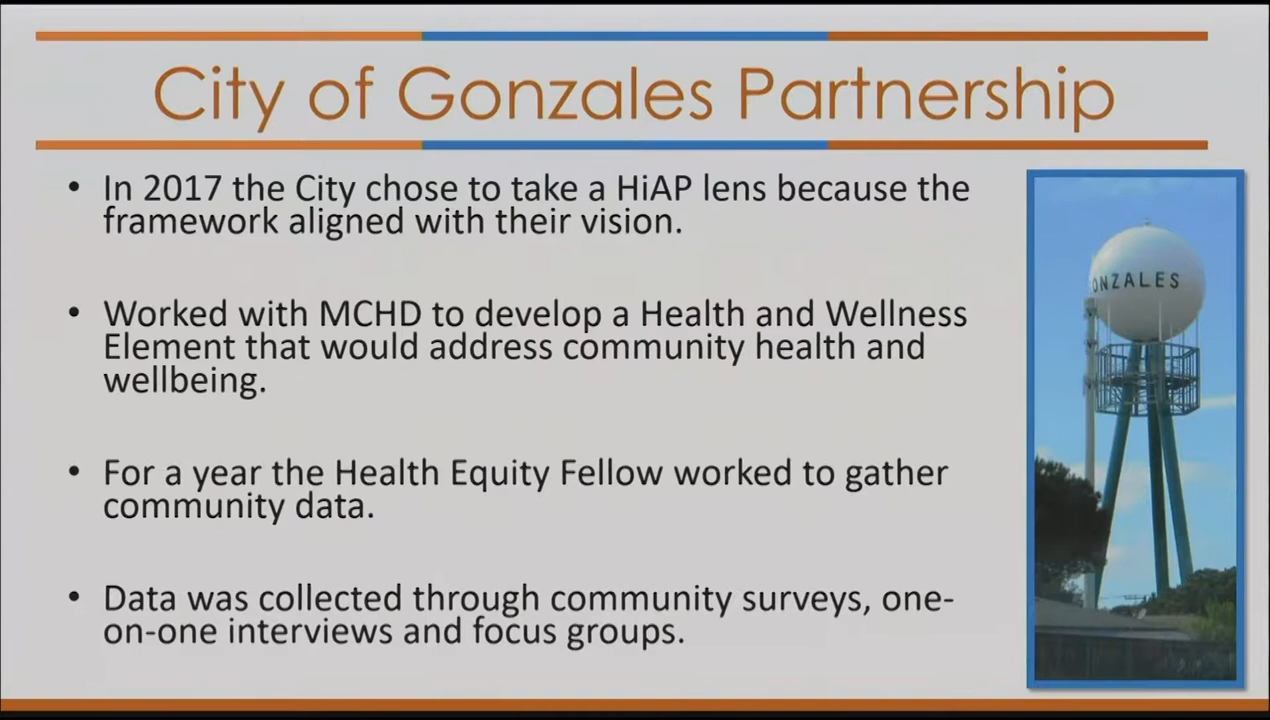 City of Gonzales Partnership
• In 2017 the City chose to take a HiAP lens because the
framework aligned with their vision.
• Worked with MCHD to develop a Health and Wellness
Element that would address community health and
wellbeing.
• For a year the Health Equity Fellow worked to gather
community data.
• Data was collected through community surveys, one-
on-one interviews and focus groups.
ONZALES